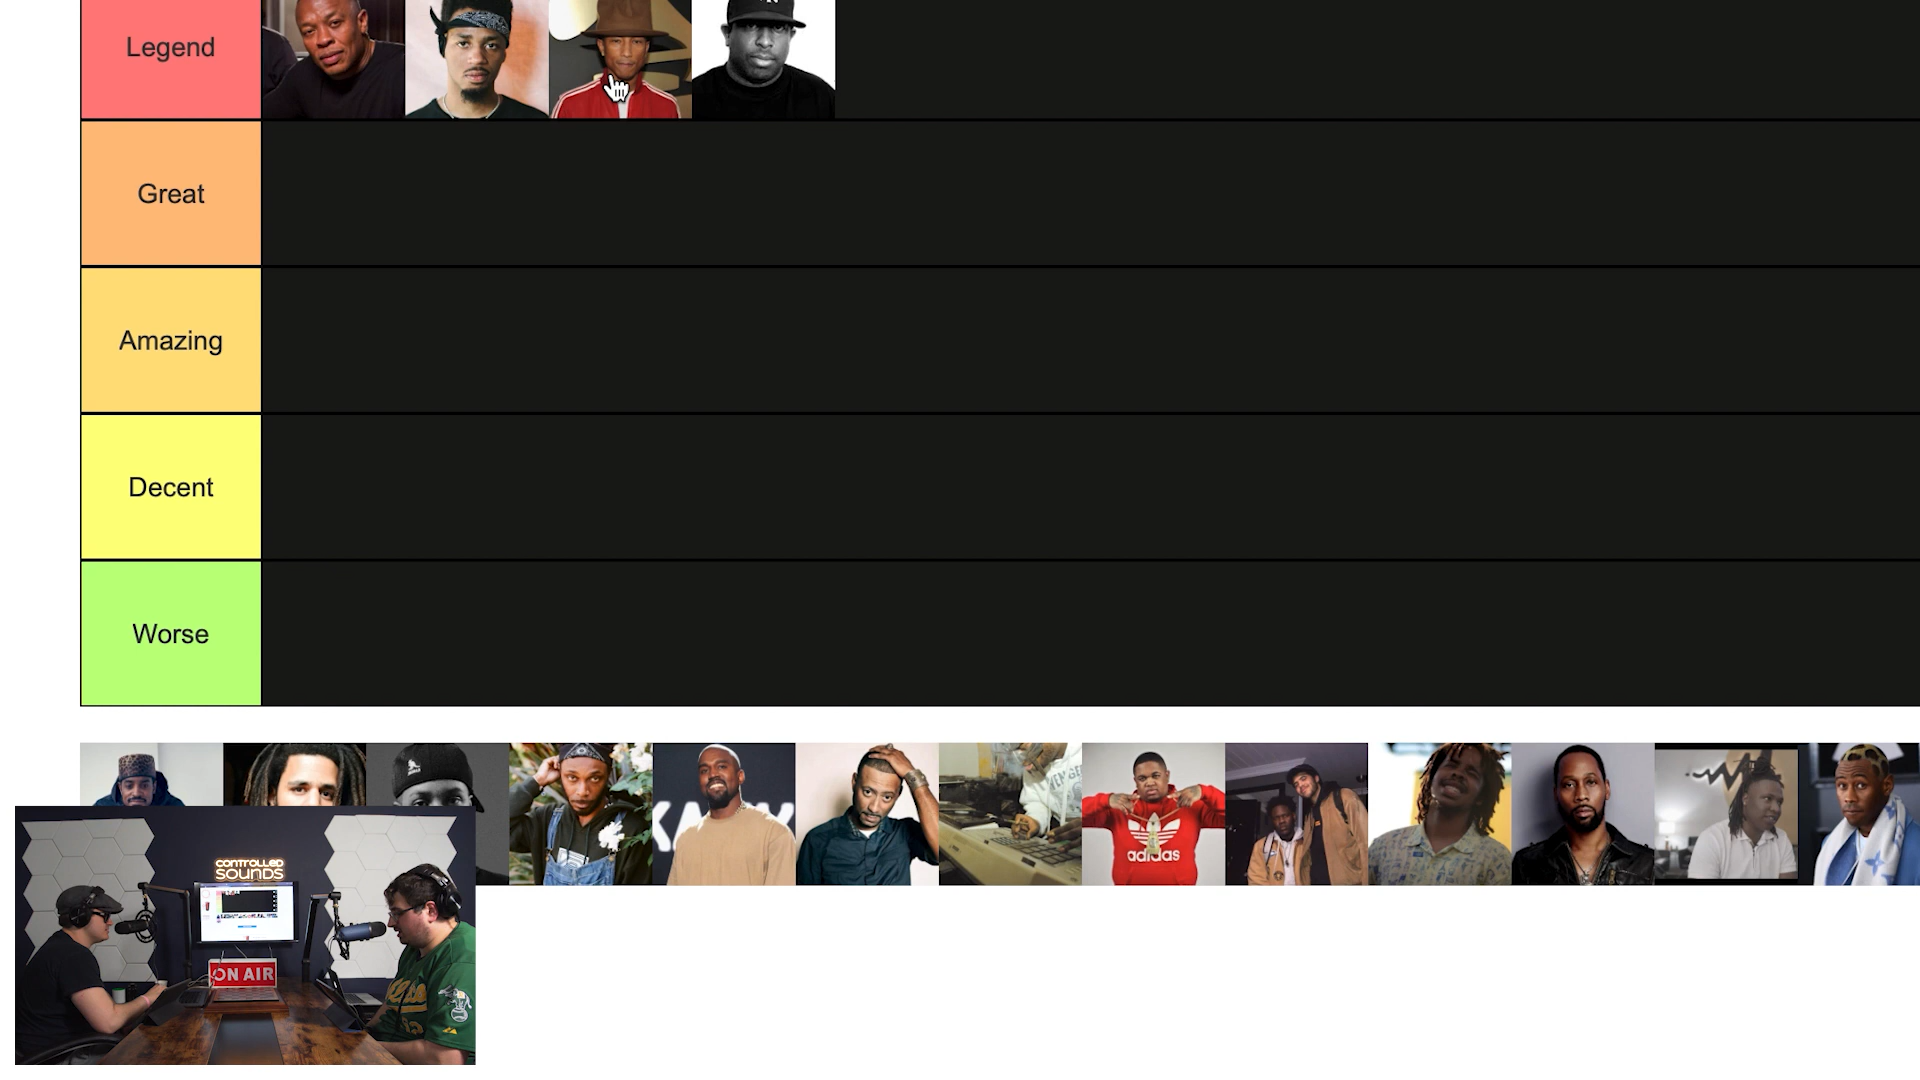 Legend
Great
Amazing
Decent
Worse
adidas
CONTROLLED
SOUNDS
ON AIR